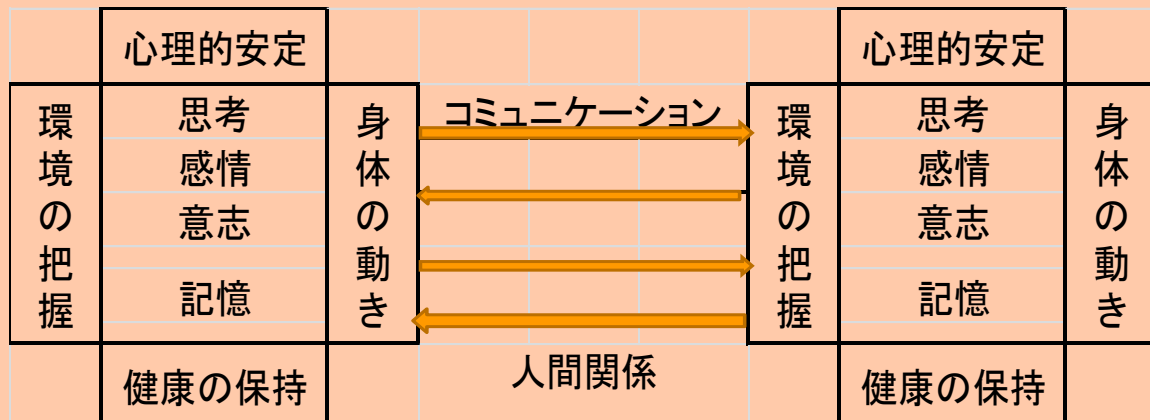 心理的安定
環境の把握
思考
感情
意志
記憶
身体の動き
健康の保持
コミュニケーション
人間関係
心理的安定
環境の把握
思考
感情
意志
記憶
身体の動き
健康の保持